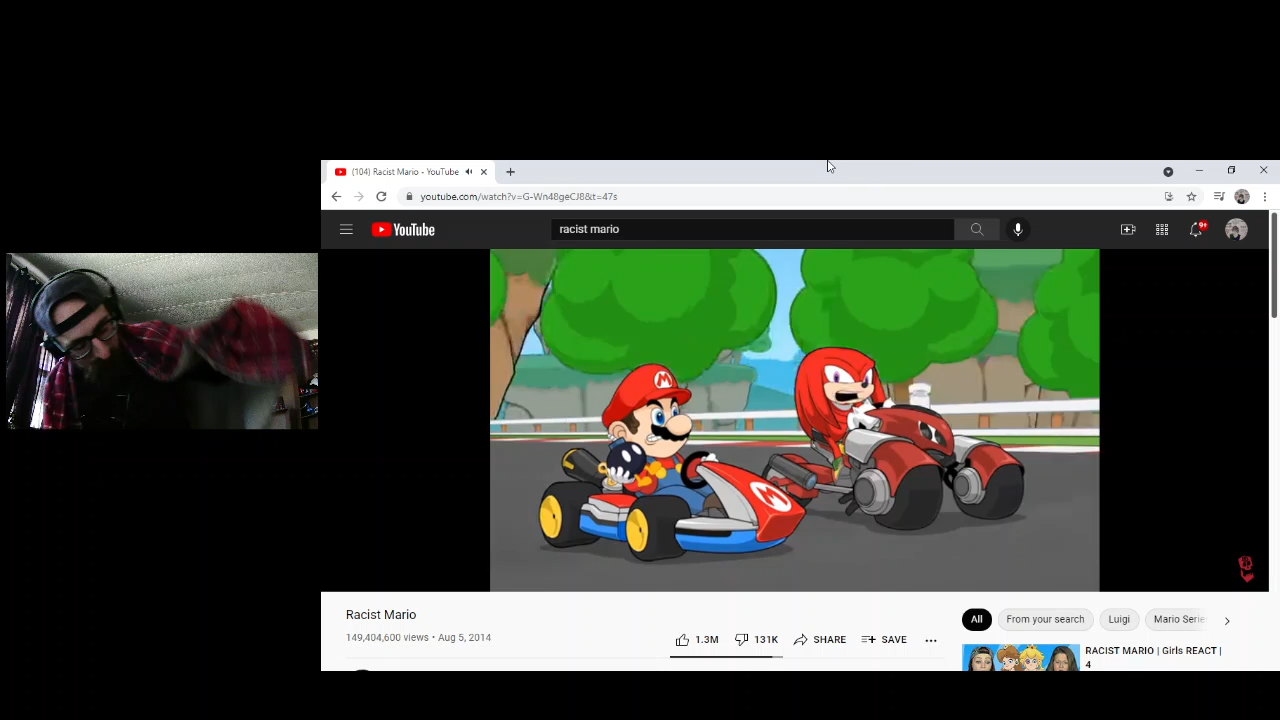 (104) Racist Mario - YouTube
youtube.com/watch?v=G-Wn48geCJ8&t=47s
YouTube
racist mario
9+
M
M
Racist Mario
149,404,600 views • Aug 5, 2014
1.3M 131K SHARE SAVE
All From your search Luigi Mario Serie
RACIST MARIO | Girls REACT |
4